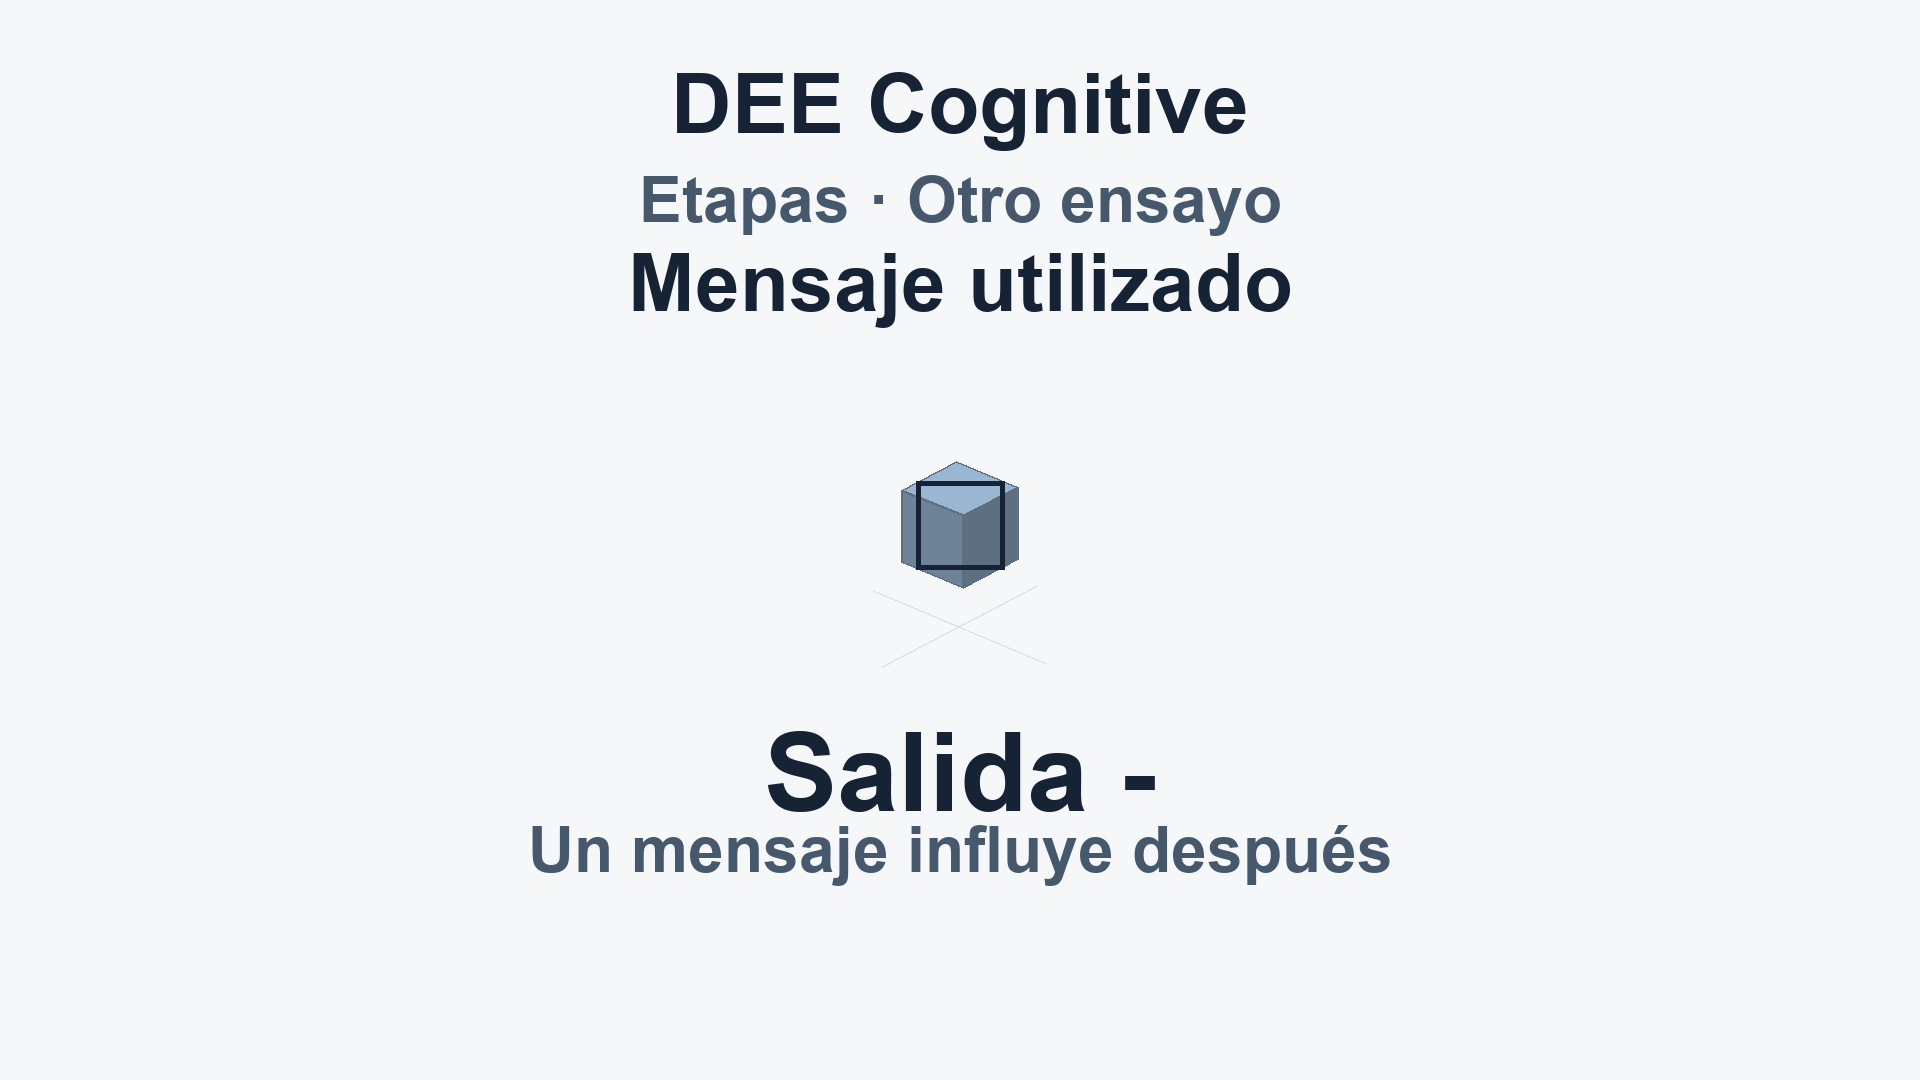 DEE Cognitive
Etapas · Otro ensayo
Mensaje utilizado
Salida -
Un mensaje influye después